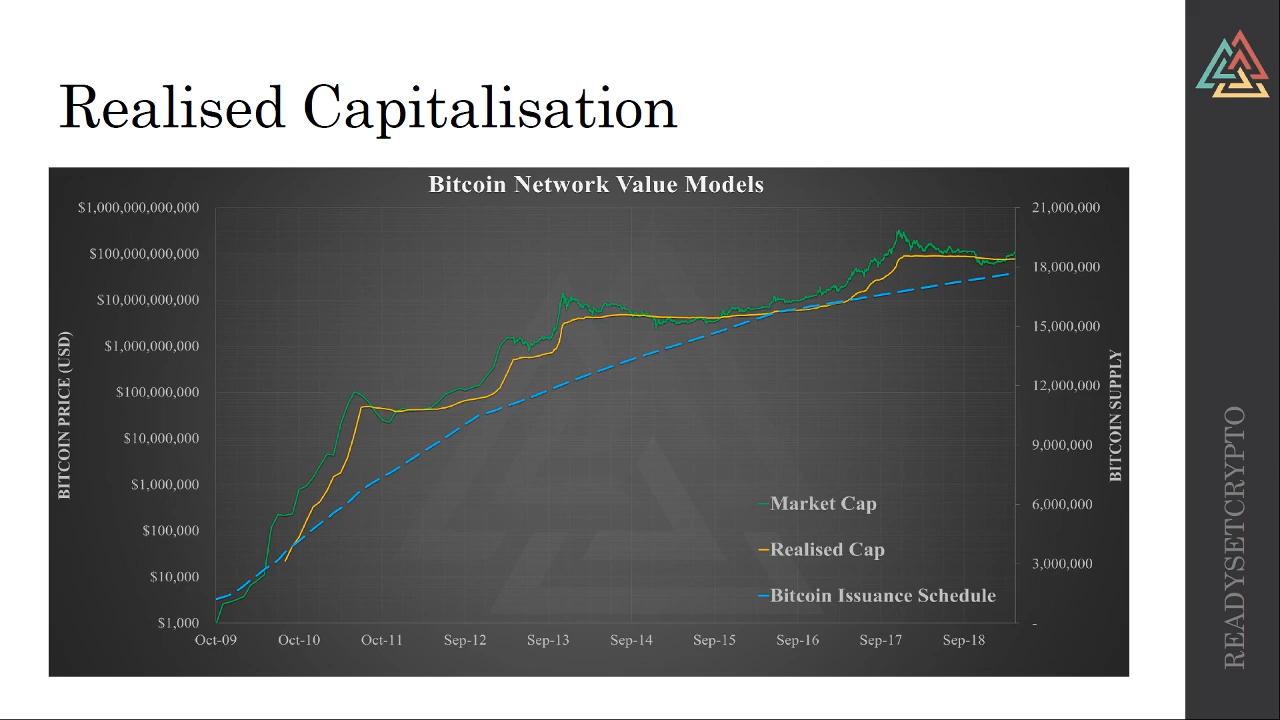 Realised Capitalisation
Bitcoin Network Value Models
$1,000,000,000,000
$100,000,000,000
$10,000,000,000
$1,000,000,000
$100,000,000
$10,000,000
$1,000,000
$100,000
$10,000
$1,000
BITCOIN PRICE (USD)
21,000,000
18,000,000
15,000,000
12,000,000
9,000,000
6,000,000
3,000,000
-
BITCOIN SUPPLY
Market Cap
Realised Cap
Bitcoin Issuance Schedule
Oct-09 Oct-10 Oct-11 Sep-12 Sep-13 Sep-14 Sep-15 Sep-16 Sep-17 Sep-18
READYSETCRYPTO